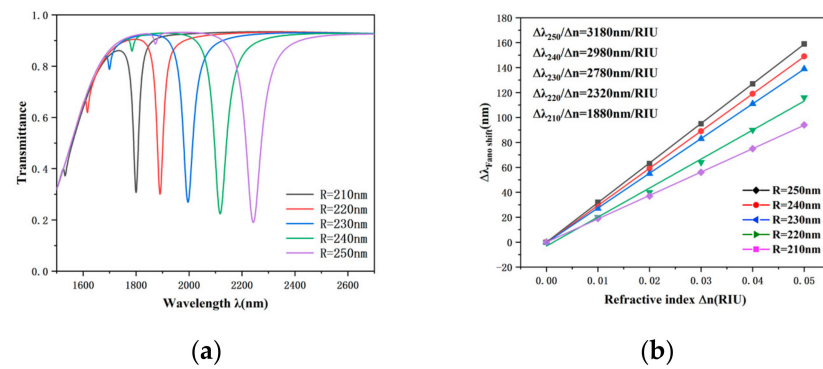 1.0
0.8
0.6
0.4
0.2
0.0
Transmittance
R=210nm
R=220nm
R=230nm
R=240nm
R=250nm
1600 1800 2000 2200 2400 2600
Wavelength λ(nm)
(a)
180
160
140
120
100
80
60
40
20
0
-20
Δλ Fano shift(nm)
Δλ250/Δn=3180nm/RIU
Δλ240/Δn=2980nm/RIU
Δλ230/Δn=2780nm/RIU
Δλ220/Δn=2320nm/RIU
Δλ210/Δn=1880nm/RIU
R=250nm
R=240nm
R=230nm
R=220nm
R=210nm
0.00 0.01 0.02 0.03 0.04 0.05
Refractive index Δn(RIU)
(b)